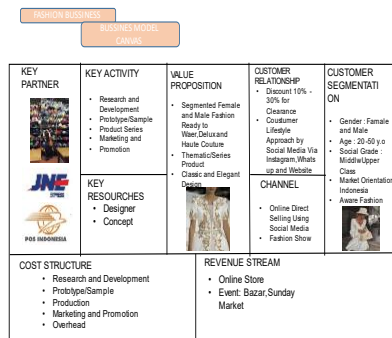 FASHION BUSSINESS
BUSSINES MODEL
CANVAS
KEY
PARTNER
JNE
EXPRESS
POS INDONESIA
KEY ACTIVITY
• Research and
Development
• Prototype/Sample
• Product Series
• Marketing and
Promotion
KEY
RESOURCHES
• Designer
• Concept
VALUE
PROPOSITION
• Segmented Female
and Male Fashion
Ready to
Waer,Delux and
Haute Couture
• Thematic/Series
Product
• Classic and Elegant
Design
CUSTOMER
RELATIONSHIP
• Discount 10% -
30% for
Clearance
• Coustumer
Lifestyle
Approach by
Social Media Via
Instagram,Whats
up and Website
CHANNEL
• Online Direct
Selling Using
Social Media
• Fashion Show
CUSTOMER
SEGMENTATI
ON
• Gender : Famale
and Male
• Age : 20-50 y.o
• Social Grade :
MiddlwUpper
Class
• Market Orientation
Indonesia
• Aware Fashion
COST STRUCTURE
• Research and Development
• Prototype/Sample
• Production
• Marketing and Promotion
• Overhead
REVENUE STREAM
• Online Store
• Event: Bazar,Sunday
Market